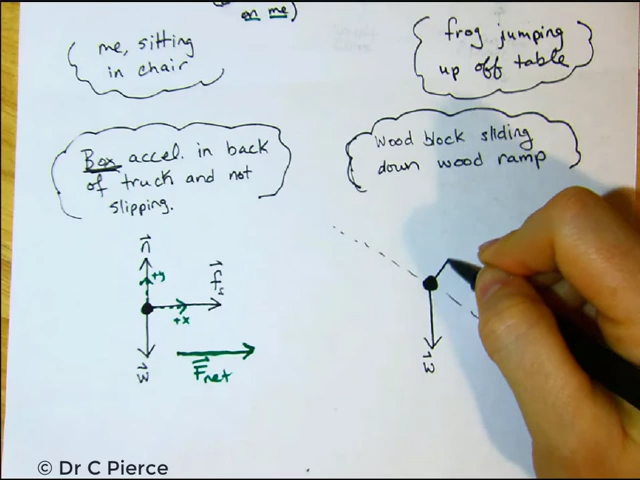 on me)
me, sitting
in chair
frog jumping
up off table
Box accel. in back
of truck and not
slipping.
Wood block sliding
down wood ramp
n
+y
fs
+x
w
Fnet
w
© Dr C Pierce